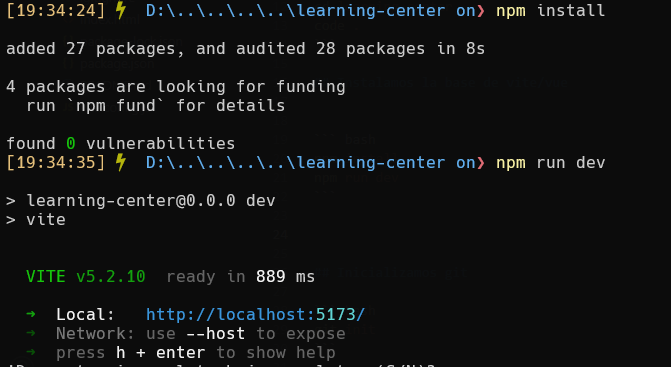 [19:34:24] D:\..\..\..\..\learning-center on❯ npm install
added 27 packages, and audited 28 packages in 8s
4 packages are looking for funding
run `npm fund` for details
found 0 vulnerabilities
[19:34:35] D:\..\..\..\..\learning-center on❯ npm run dev
> learning-center@0.0.0 dev
> vite
VITE v5.2.10 ready in 889 ms
➜ Local: http://localhost:5173/
➜ Network: use --host to expose
➜ press h + enter to show help